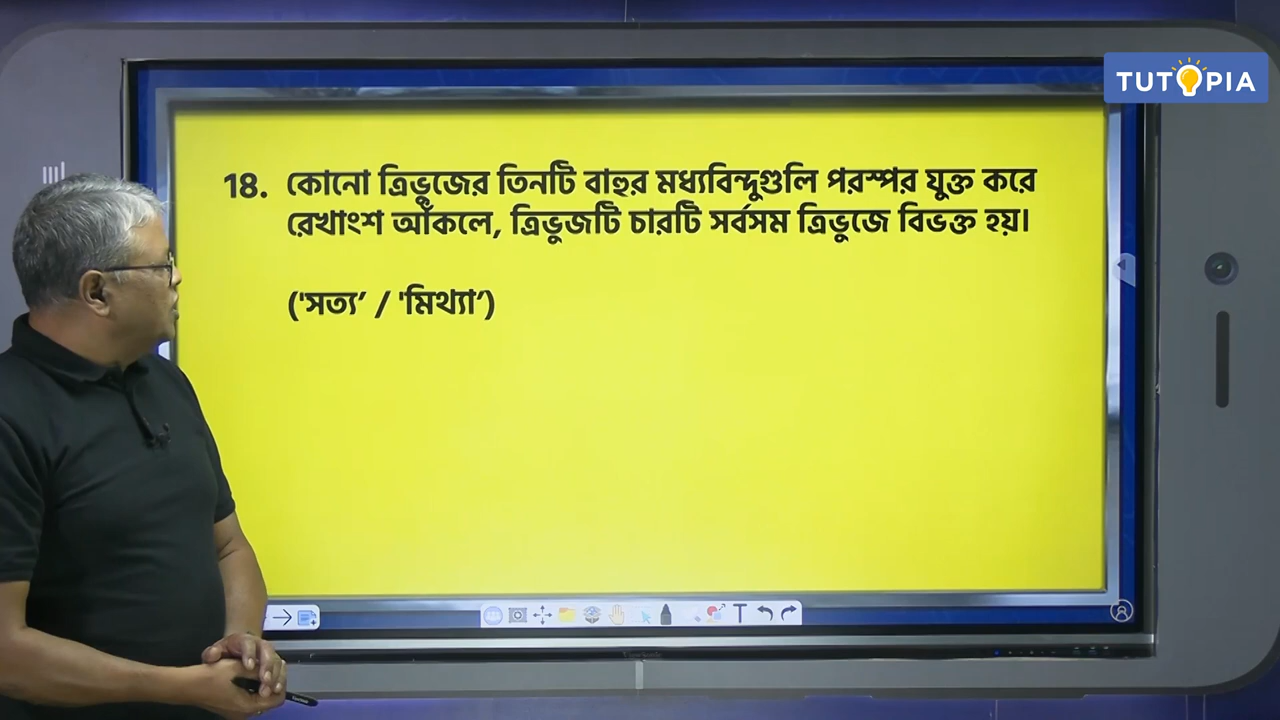 TUTOPIA
18. কোনো ত্রিভুজের তিনটি বাহুর মধ্যবিন্দুগুলি পরস্পর যুক্ত করে
রেখাংশ আঁকলে, ত্রিভুজটি চারটি সর্বসম ত্রিভুজে বিভক্ত হয়।
('সত্য’ / 'মিথ্যা’)